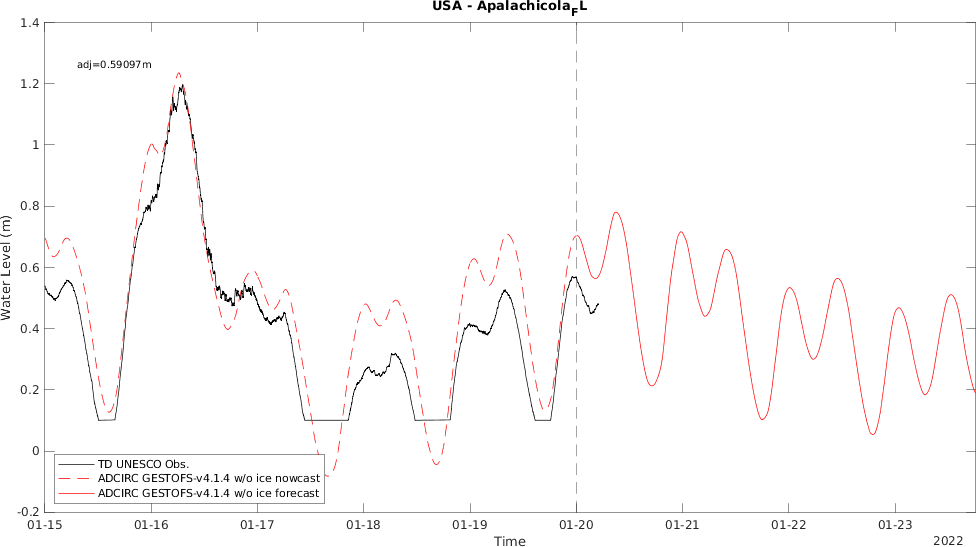 USA - ApalachicolaFL
1.4
adj=0.59097m
1.2
1
0.8
0.6
0.4
0.2
0
-0.2
Water Level (m)
TD UNESCO Obs.
ADCIRC GESTOFS-v4.1.4 w/o ice nowcast
ADCIRC GESTOFS-v4.1.4 w/o ice forecast
01-15 01-16 01-17 01-18 01-19 01-20 01-21 01-22 01-23
Time
2022